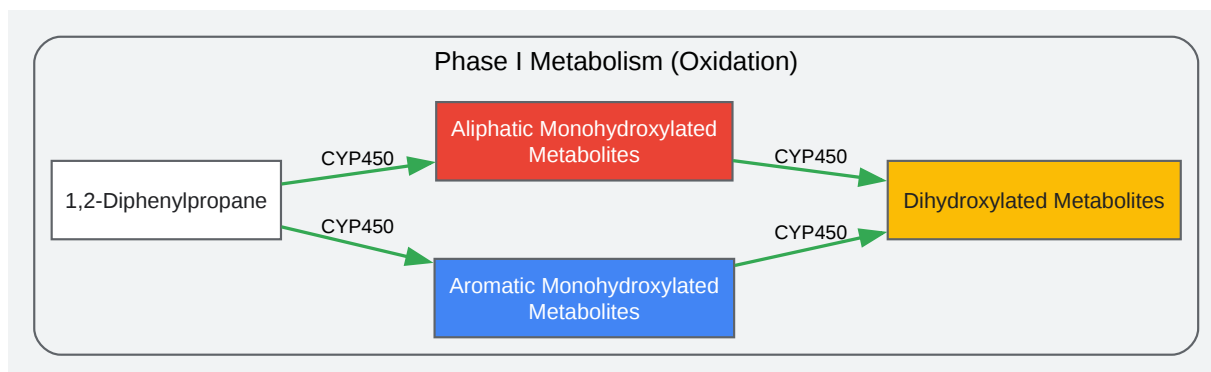 Phase I Metabolism (Oxidation)
1,2-Diphenylpropane
CYP450
CYP450
Aliphatic Monohydroxylated
Metabolites
Aromatic Monohydroxylated
Metabolites
CYP450
CYP450
Dihydroxylated Metabolites